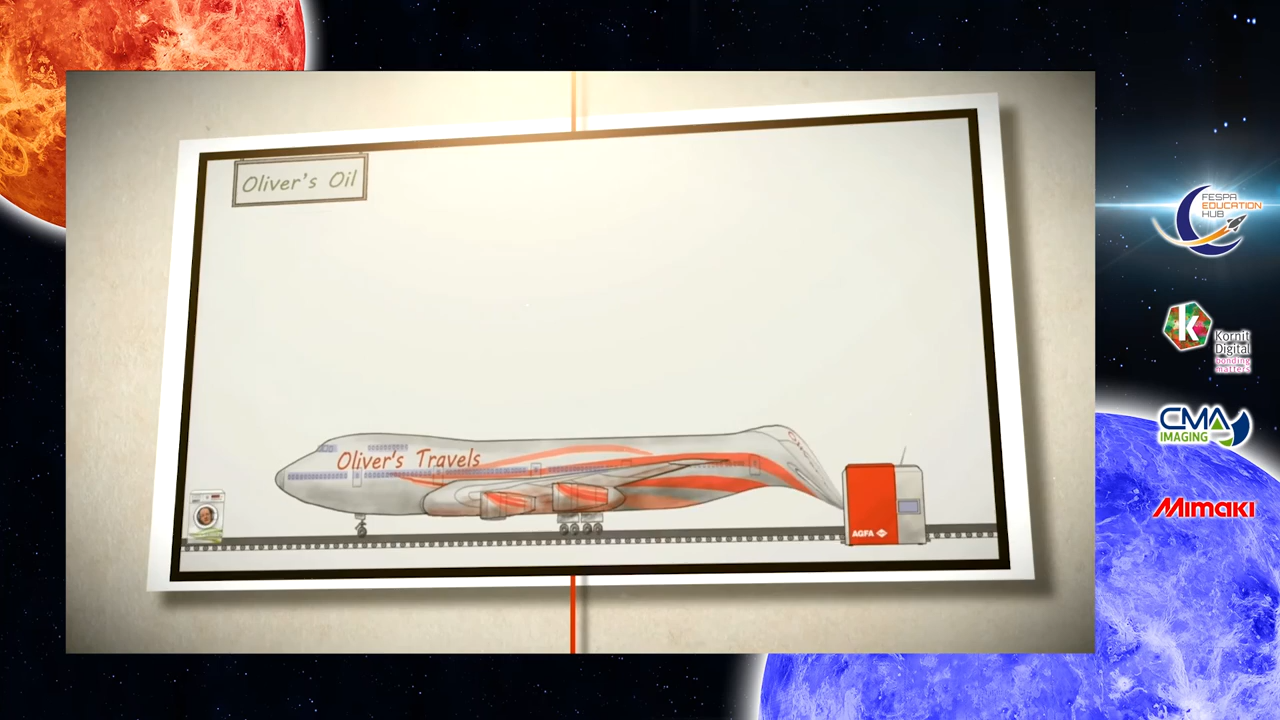 Oliver's Oil
Oliver's Travels
AGFA
FESPA
EDUCATION
HUB
k
Kornit
Digital
bonding
matters
CMA
IMAGING
Mimaki